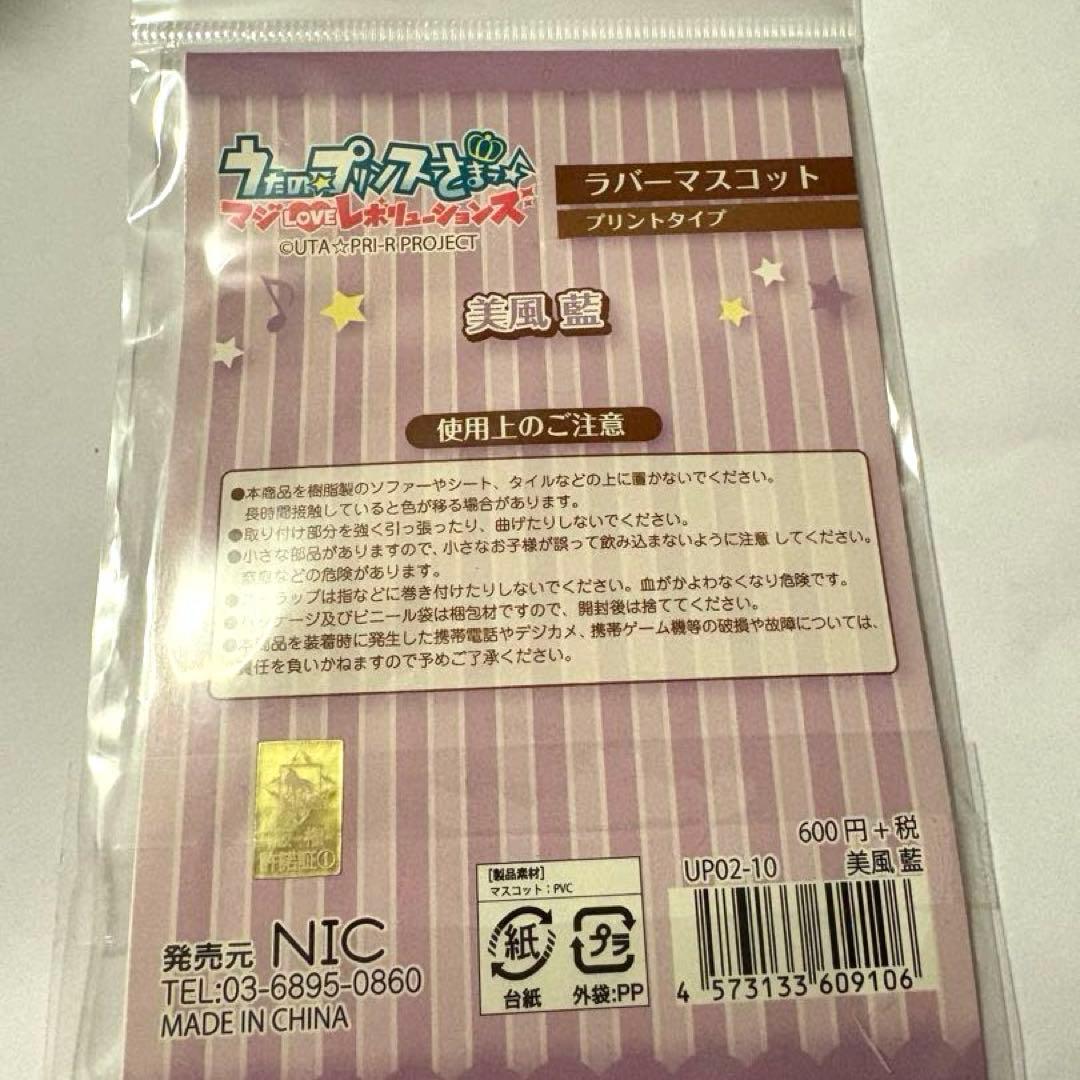 うたの☆プリンスさまっ♪
マジLOVEレボリューションズ
©UTA☆PRI-R PROJECT
ラバーマスコット
プリントタイプ
美風 藍
使用上のご注意
●本商品を樹脂製のソファーやシート、タイルなどの上に置かないでください。
長時間接触していると色が移る場合があります。
●取り付け部分を強く引っ張ったり、曲げたりしないでください。
●小さな部品がありますので、小さなお子様が誤って飲み込まないように注意 してください。
窒息などの危険があります。
●ストラップは指などに巻き付けたりしないでください。血がかよわなくなり危険です。
●パッケージ及びビニール袋は梱包材ですので、開封後は捨ててください。
●本商品を装着時に発生した携帯電話やデジカメ、携帯ゲーム機等の破損や故障については、
責任を負いかねますので予めご了承ください。
許諾証①
600円+税
UP02-10
美風 藍
[製品素材]
マスコット:PVC
紙
プラ
台紙
外袋:PP
4 573133 609106
発売元 NIC
TEL:03-6895-0860
MADE IN CHINA